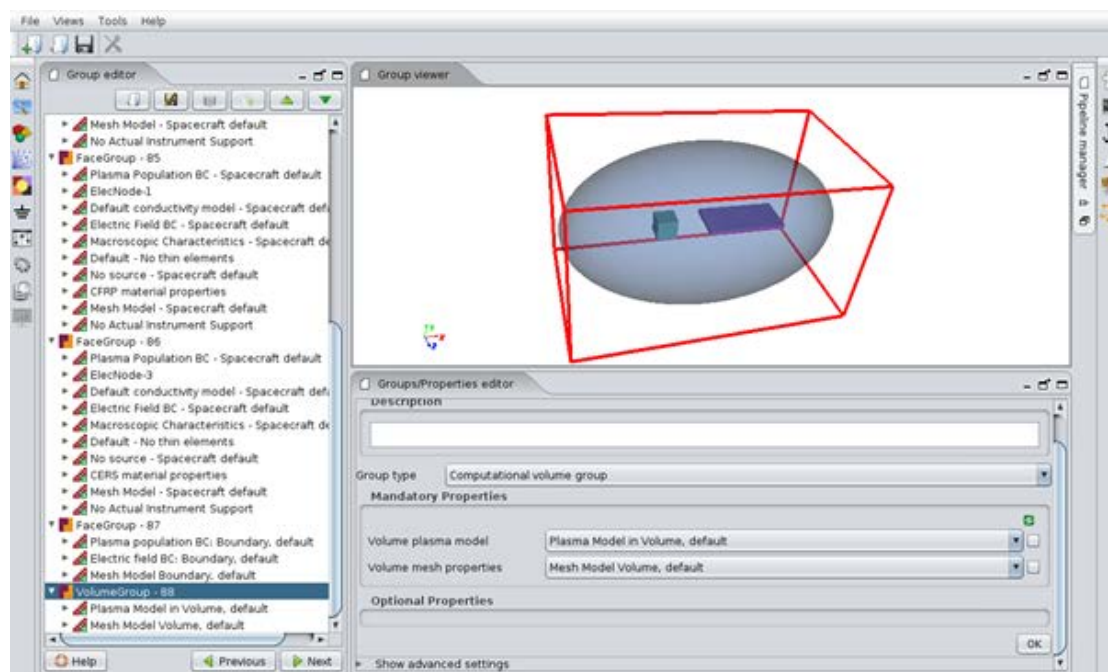 File Views Tools Help
Group editor
Mesh Model - Spacecraft default
No Actual Instrument Support
FaceGroup - 85
Plasma Population BC - Spacecraft default
ElecNode-1
Default conductivity model - Spacecraft defa
Electric Field BC - Spacecraft default
Macroscopic Characteristics - Spacecraft de
Default - No thin elements
No source - Spacecraft default
CFRP material properties
Mesh Model - Spacecraft default
No Actual Instrument Support
FaceGroup - 86
Plasma Population BC - Spacecraft default
ElecNode-3
Default conductivity model - Spacecraft defa
Electric Field BC - Spacecraft default
Macroscopic Characteristics - Spacecraft de
Default - No thin elements
No source - Spacecraft default
CERS material properties
Mesh Model - Spacecraft default
No Actual Instrument Support
FaceGroup - 87
Plasma population BC: Boundary, default
Electric field BC: Boundary, default
Mesh Model Boundary, default
VolumeGroup - 88
Plasma Model in Volume, default
Mesh Model Volume, default
Help Previous Next
Group viewer
Groups/Properties editor
Description
Group type Computational volume group
Mandatory Properties
Volume plasma model Plasma Model in Volume, default
Volume mesh properties Mesh Model Volume, default
Optional Properties
OK
Show advanced settings
Pipeline manager